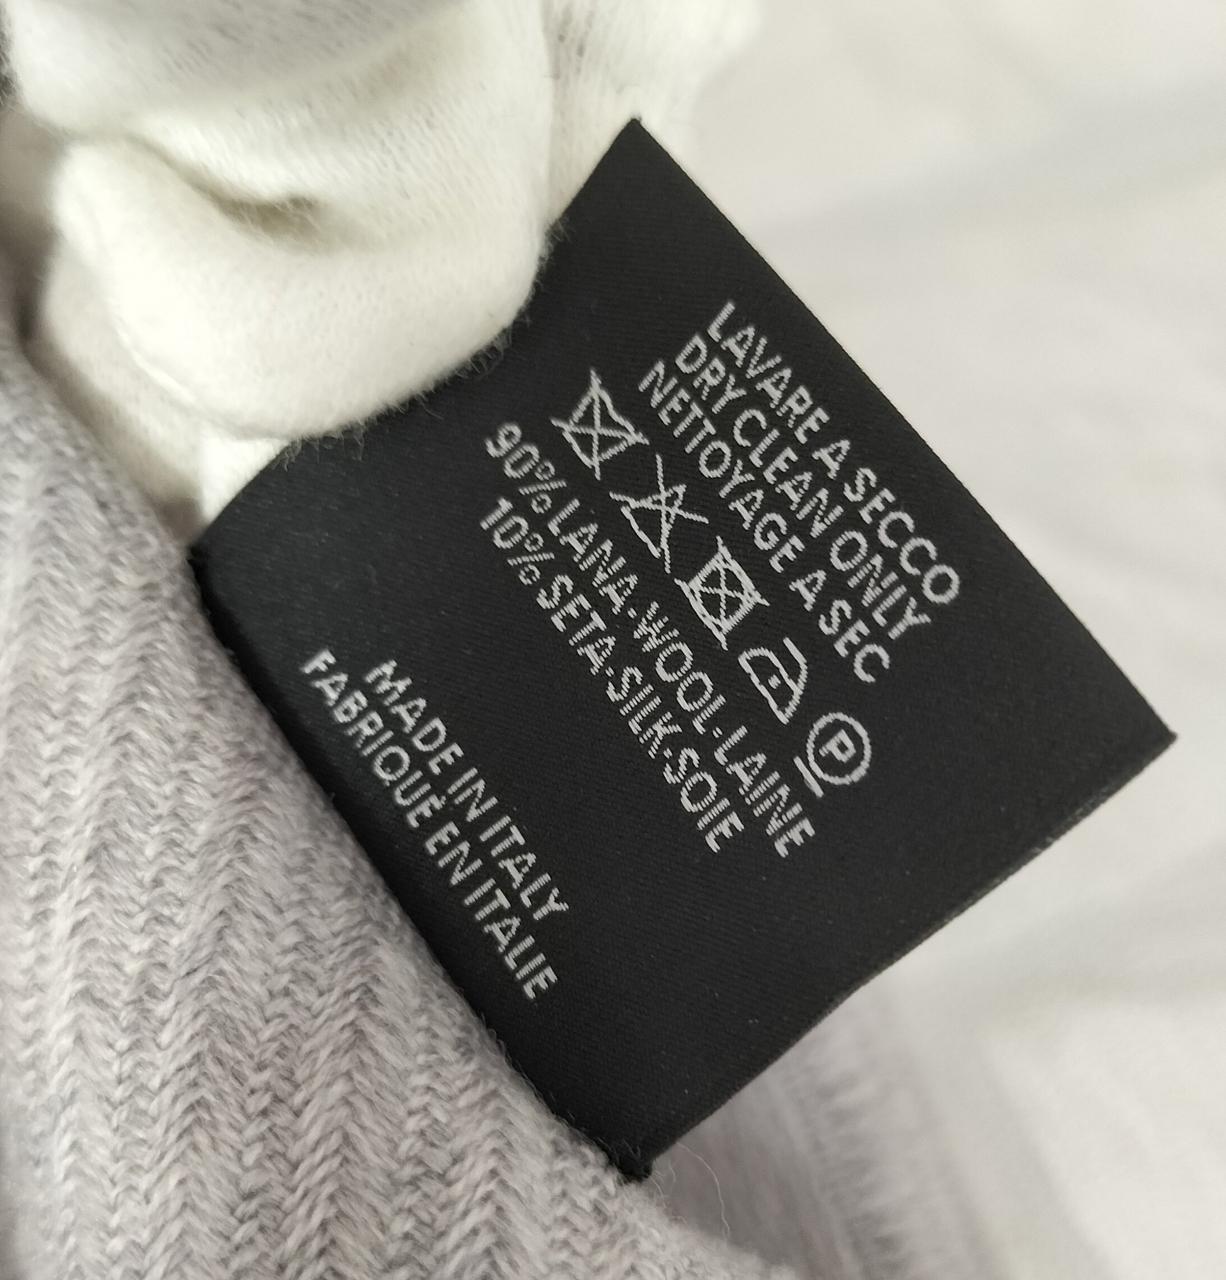 LAVARE A SECCO
DRY CLEAN ONLY
NETTOYAGE A SEC
P
90% LANA-WOOL-LAINE
10% SETA-SILK-SOIE
MADE IN ITALY
FABRIQUÉ EN ITALIE